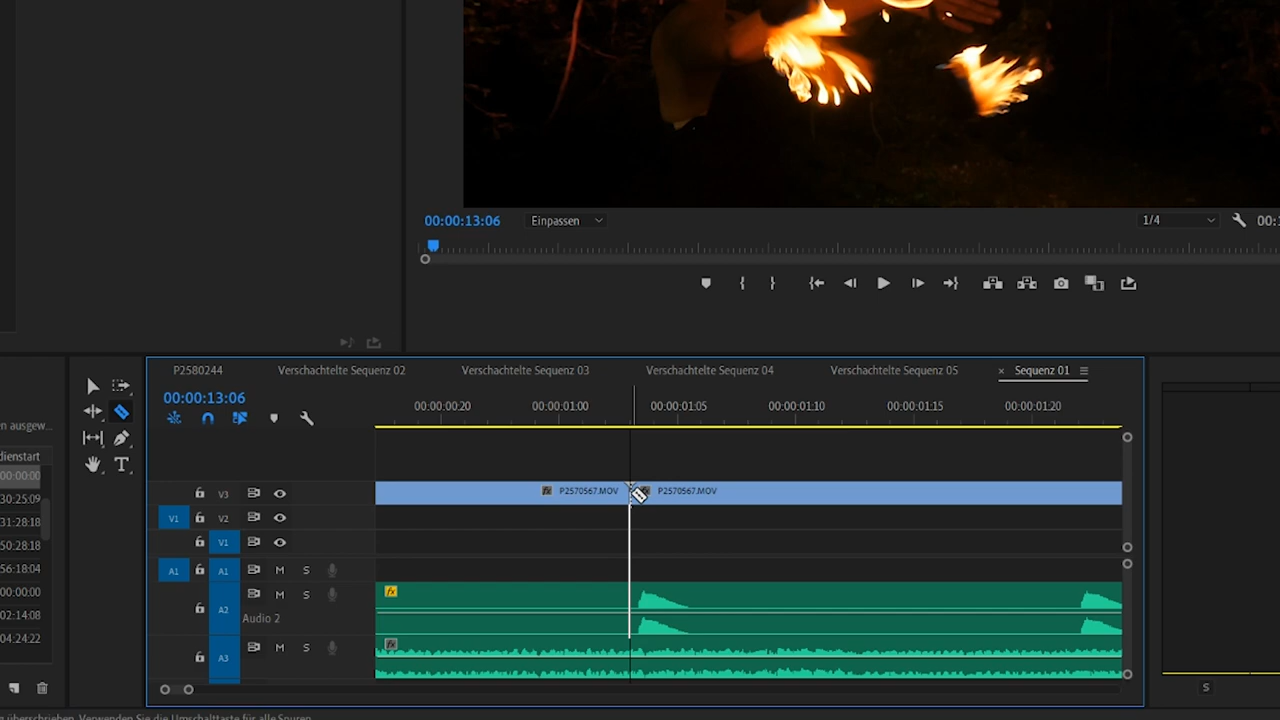 00:00:13:06 Einpassen 1/4
P2580244 Verschachtelte Sequenz 02 Verschachtelte Sequenz 03 Verschachtelte Sequenz 04 Verschachtelte Sequenz 05 × Sequenz 01
00:00:13:06
00:00:00:20 00:00:01:00 00:00:01:05 00:00:01:10 00:00:01:15 00:00:01:20
en ausgew...
dienstart
00:00:00
30:25:09
31:28:18
50:28:18
56:18:04
00:00:00
02:14:08
04:24:22
V3 P2570567.MOV P2570567.MOV
V1 V2
V1
A1 A1 M S
A2 M S
Audio 2
A3 M S
S
g überschrieben. Verwenden Sie die Umschalttaste für alle Spuren.